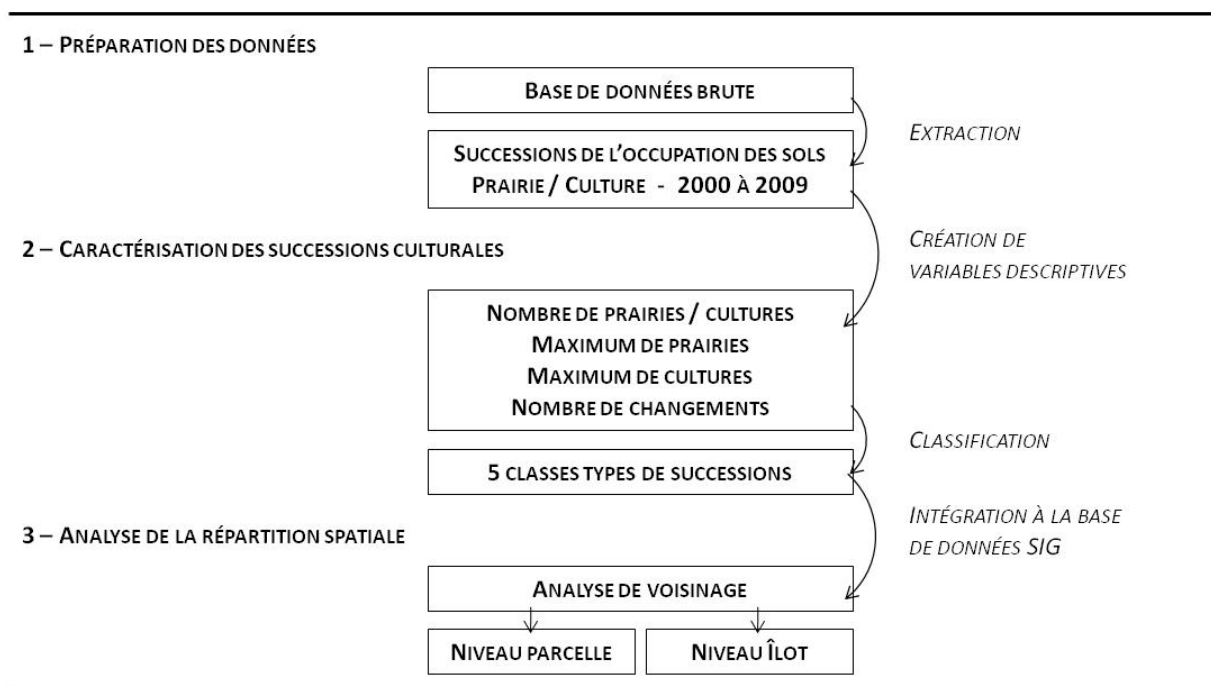 1 – PRÉPARATION DES DONNÉES
BASE DE DONNÉES BRUTE
EXTRACTION
SUCCESSIONS DE L'OCCUPATION DES SOLS
PRAIRIE / CULTURE - 2000 À 2009
2 – CARACTÉRISATION DES SUCCESSIONS CULTURALES
CRÉATION DE
VARIABLES DESCRIPTIVES
NOMBRE DE PRAIRIES / CULTURES
MAXIMUM DE PRAIRIES
MAXIMUM DE CULTURES
NOMBRE DE CHANGEMENTS
CLASSIFICATION
5 CLASSES TYPES DE SUCCESSIONS
3 – ANALYSE DE LA RÉPARTITION SPATIALE
INTÉGRATION À LA BASE
DE DONNÉES SIG
ANALYSE DE VOISINAGE
NIVEAU PARCELLE
NIVEAU ÎLOT